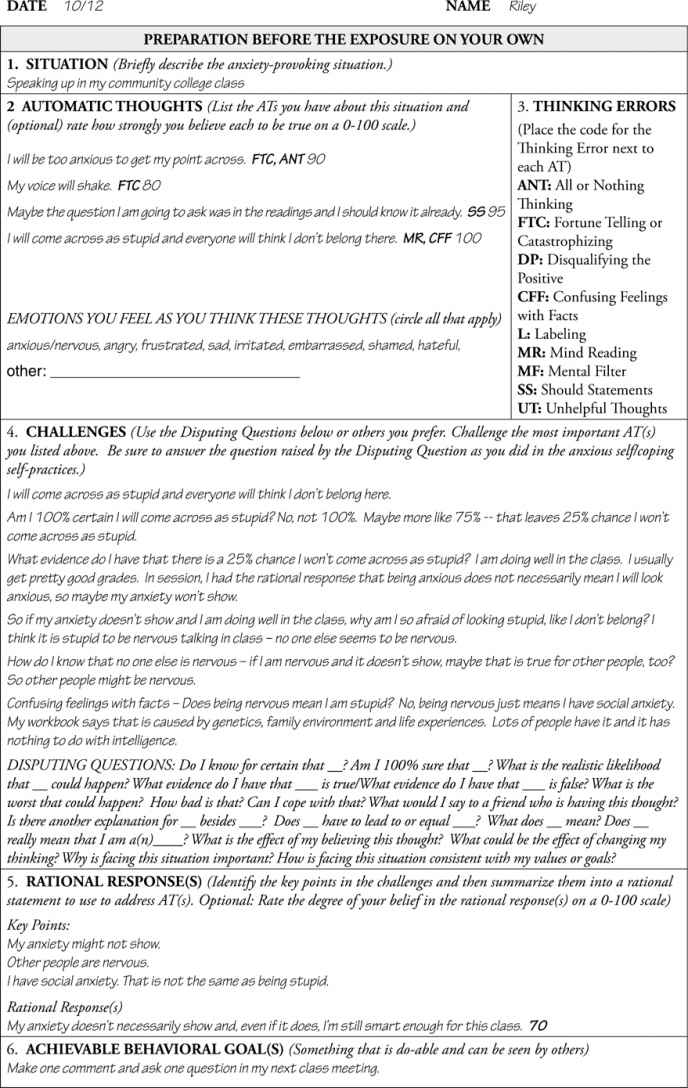 DATE 10/12 NAME Riley
PREPARATION BEFORE THE EXPOSURE ON YOUR OWN
1. SITUATION (Briefly describe the anxiety-provoking situation.)
Speaking up in my community college class
2 AUTOMATIC THOUGHTS (List the ATs you have about this situation and
(optional) rate how strongly you believe each to be true on a 0-100 scale.)
I will be too anxious to get my point across. FTC, ANT 90
My voice will shake. FTC 80
Maybe the question I am going to ask was in the readings and I should know it already. SS 95
I will come across as stupid and everyone will think I don't belong there. MR, CFF 100
EMOTIONS YOU FEEL AS YOU THINK THESE THOUGHTS (circle all that apply)
anxious/nervous, angry, frustrated, sad, irritated, embarrassed, shamed, hateful,
other: ______________________________
3. THINKING ERRORS
(Place the code for the
Thinking Error next to
each AT)
ANT: All or Nothing
Thinking
FTC: Fortune Telling or
Catastrophizing
DP: Disqualifying the
Positive
CFF: Confusing Feelings
with Facts
L: Labeling
MR: Mind Reading
MF: Mental Filter
SS: Should Statements
UT: Unhelpful Thoughts
4. CHALLENGES (Use the Disputing Questions below or others you prefer. Challenge the most important AT(s)
you listed above. Be sure to answer the question raised by the Disputing Question as you did in the anxious self/coping
self-practices.)
I will come across as stupid and everyone will think I don't belong here.
Am I 100% certain I will come across as stupid? No, not 100%. Maybe more like 75% -- that leaves 25% chance I won't
come across as stupid.
What evidence do I have that there is a 25% chance I won't come across as stupid? I am doing well in the class. I usually
get pretty good grades. In session, I had the rational response that being anxious does not necessarily mean I will look
anxious, so maybe my anxiety won't show.
So if my anxiety doesn't show and I am doing well in the class, why am I so afraid of looking stupid, like I don't belong? I
think it is stupid to be nervous talking in class – no one else seems to be nervous.
How do I know that no one else is nervous – if I am nervous and it doesn't show, maybe that is true for other people, too?
So other people might be nervous.
Confusing feelings with facts – Does being nervous mean I am stupid? No, being nervous just means I have social anxiety.
My workbook says that is caused by genetics, family environment and life experiences. Lots of people have it and it has
nothing to do with intelligence.
DISPUTING QUESTIONS: Do I know for certain that __? Am I 100% sure that __? What is the realistic likelihood
that __ could happen? What evidence do I have that ___ is true/What evidence do I have that ___ is false? What is the
worst that could happen? How bad is that? Can I cope with that? What would I say to a friend who is having this thought?
Is there another explanation for __ besides ___? Does __ have to lead to or equal ___? What does __ mean? Does __
really mean that I am a(n)____? What is the effect of my believing this thought? What could be the effect of changing my
thinking? Why is facing this situation important? How is facing this situation consistent with my values or goals?
5. RATIONAL RESPONSE(S) (Identify the key points in the challenges and then summarize them into a rational
statement to use to address AT(s). Optional: Rate the degree of your belief in the rational response(s) on a 0-100 scale)
Key Points:
My anxiety might not show.
Other people are nervous.
I have social anxiety. That is not the same as being stupid.
Rational Response(s)
My anxiety doesn't necessarily show and, even if it does, I'm still smart enough for this class. 70
6. ACHIEVABLE BEHAVIORAL GOAL(S) (Something that is do-able and can be seen by others)
Make one comment and ask one question in my next class meeting.